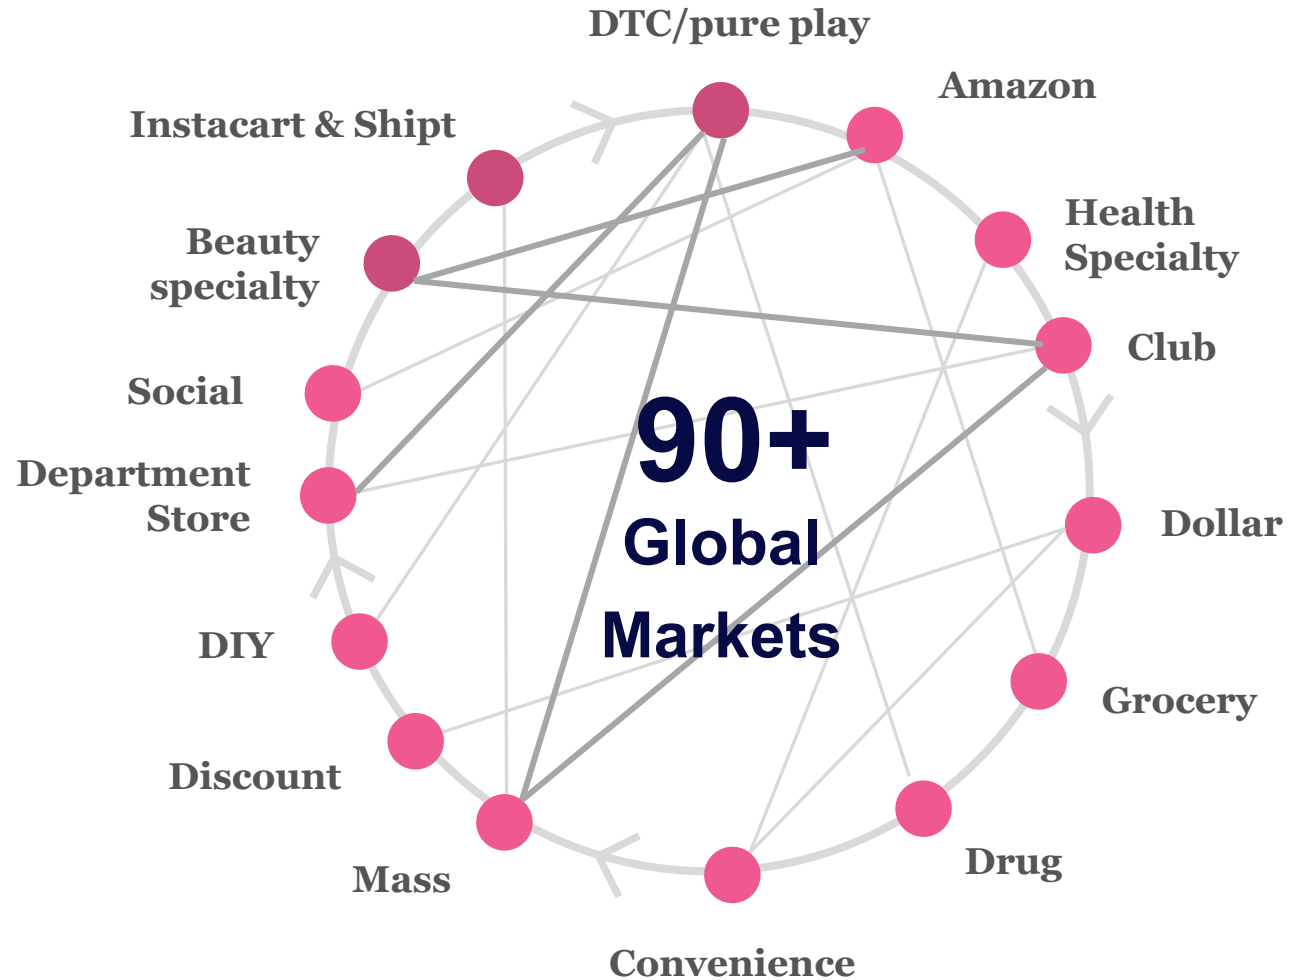 DTC/pure play
Amazon
Instacart & Shipt
Health
Specialty
Beauty
specialty
Club
Social
90+
Department
Store
Global
Dollar
Markets
DIY
Grocery
Discount
Drug
Mass
Convenience